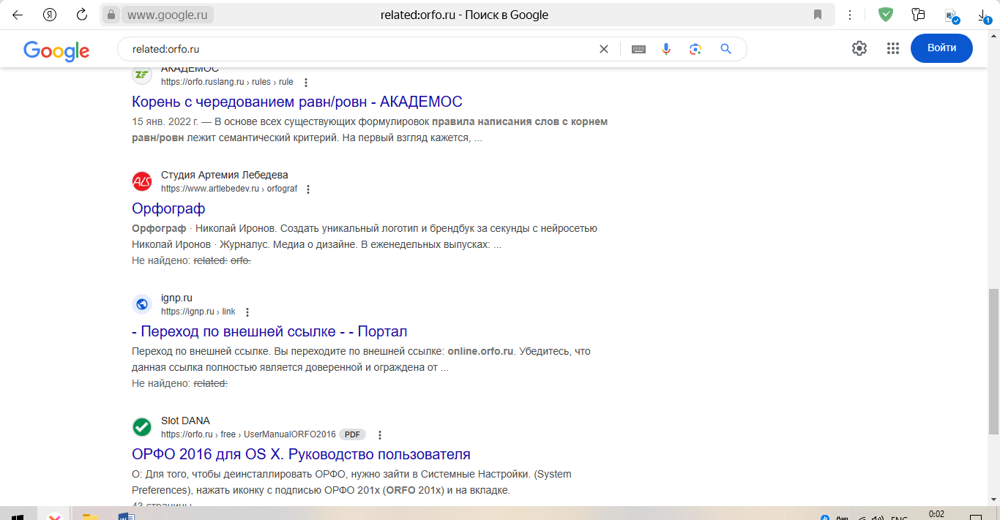 www.google.ru
related:orfo.ru - Поиск в Google
1
Google
related:orfo.ru
Войти
АКАДЕМОС
https://orfo.ruslang.ru › rules › rule
Корень с чередованием равн/ровн - АКАДЕМОС
15 янв. 2022 г. — В основе всех существующих формулировок правила написания слов с корнем
равн/ровн лежит семантический критерий. На первый взгляд кажется, ...
ALS
Студия Артемия Лебедева
https://www.artlebedev.ru › orfograf
Орфограф
Орфограф · Николай Иронов. Создать уникальный логотип и брендбук за секунды с нейросетью
Николай Иронов · Журналус. Медиа о дизайне. В еженедельных выпусках: ...
Не найдено: related: orfo.
ignp.ru
https://ignp.ru › link
- Переход по внешней ссылке - - Портал
Переход по внешней ссылке. Вы переходите по внешней ссылке: online.orfo.ru. Убедитесь, что
данная ссылка полностью является доверенной и ограждена от ...
Не найдено: related:
Slot DANA
https://orfo.ru › free › UserManualORFO2016 PDF
ОРФО 2016 для OS X. Руководство пользователя
О: Для того, чтобы деинсталлировать ОРФО, нужно зайти в Системные Настройки. (System
Preferences), нажать иконку с подписью ОРФО 201x (ORFO 201x) и на вкладке.
43 страницы
ENG
0:02